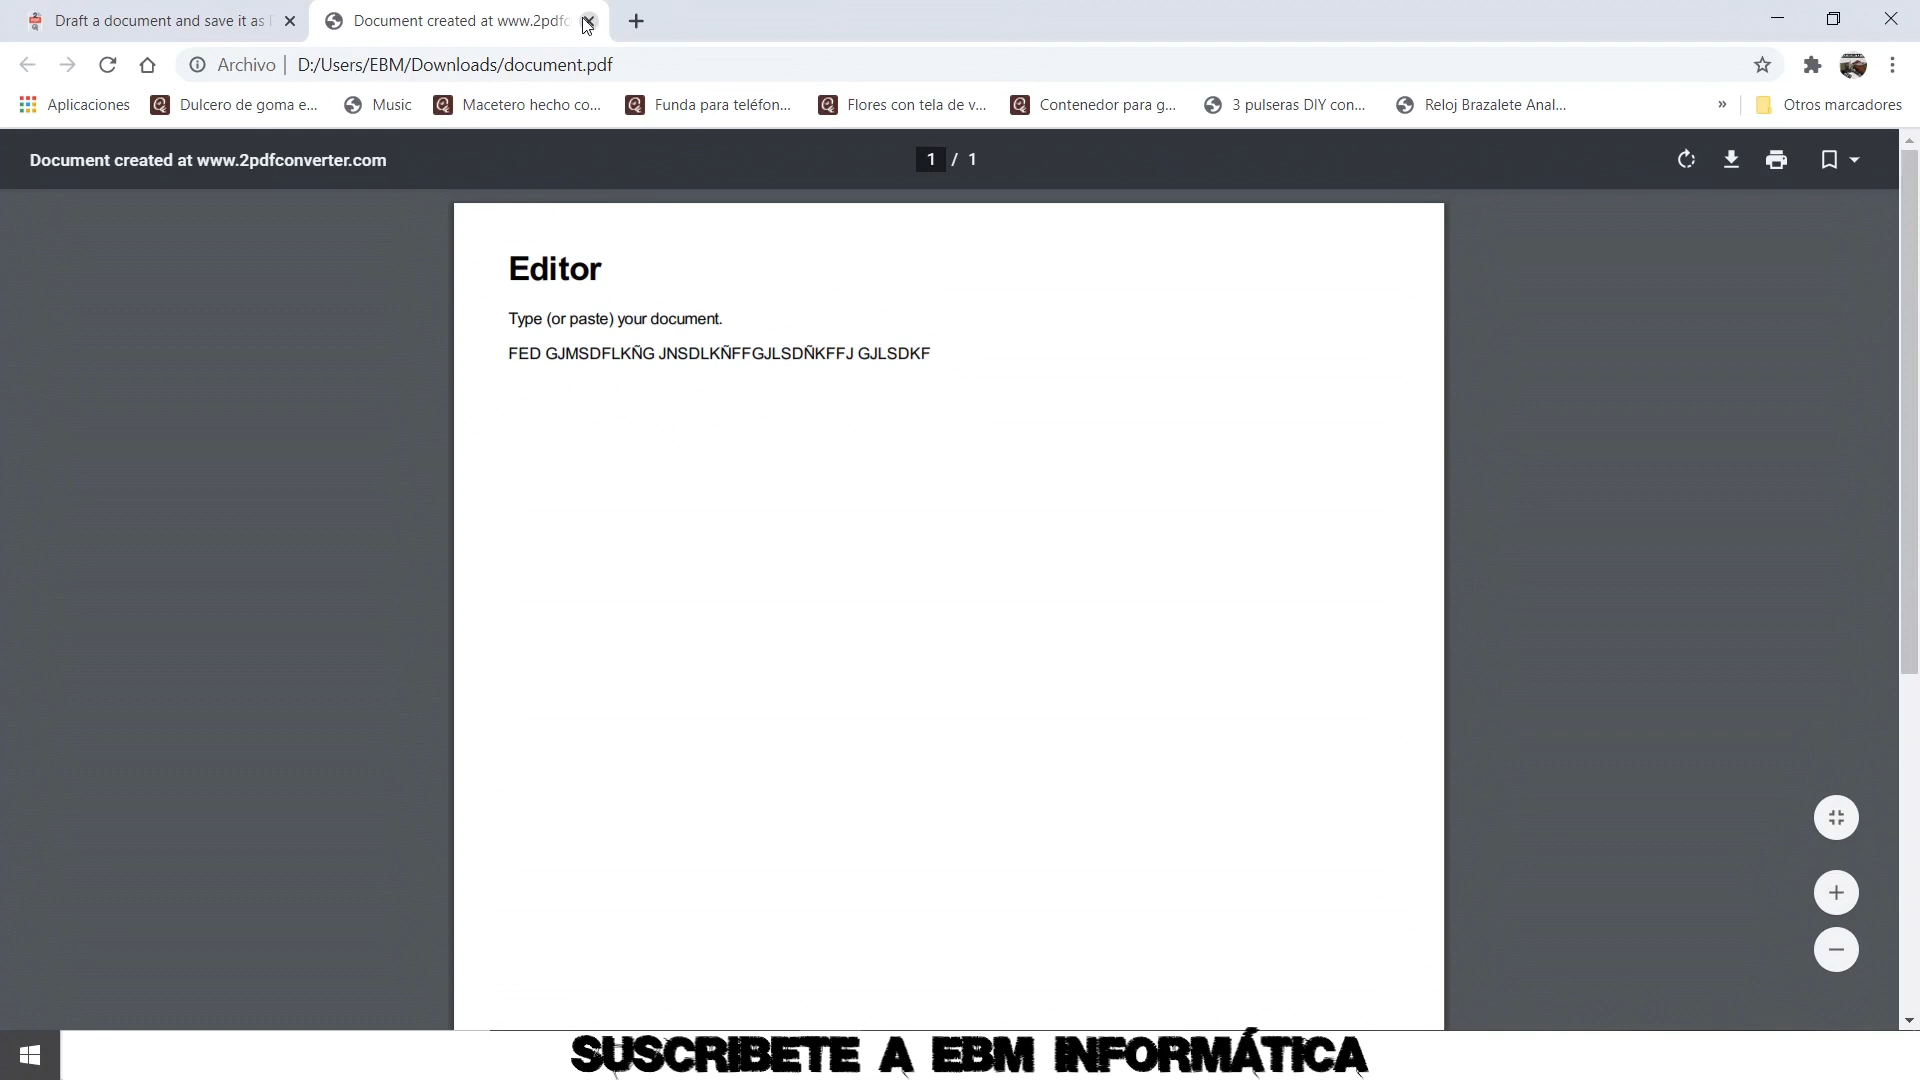 Draft a document and save it as
Document created at www.2pdfc
Archivo
D:/Users/EBM/Downloads/document.pdf
Aplicaciones
Dulcero de goma e...
Music
Macetero hecho co...
Funda para teléfon...
Flores con tela de v...
Contenedor para g...
3 pulseras DIY con...
Reloj Brazalete Anal...
»
Otros marcadores
Document created at www.2pdfconverter.com
1 / 1
Editor
Type (or paste) your document.
FED GJMSDFLKÑG JNSDLKÑFFGJLSDÑKFFJ GJLSDKF
SUSCRIBETE A EBM INFORMÁTICA